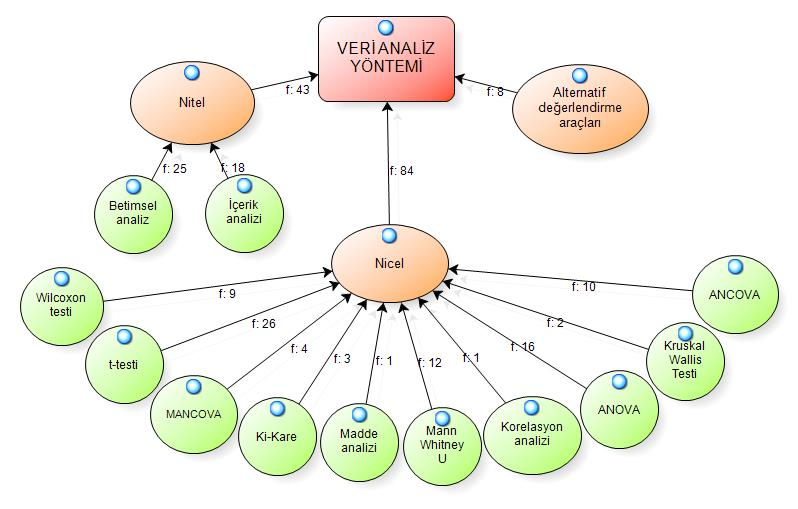 VERİ ANALİZ
YÖNTEMİ
Nitel
f: 43
f: 8
Alternatif
değerlendirme
araçları
f: 25
f: 18
f: 84
Betimsel
analiz
İçerik
analizi
Nicel
Wilcoxon
testi
f: 9
f: 10
ANCOVA
t-testi
f: 26
f: 2
Kruskal
Wallis
Testi
MANCOVA
f: 4
f: 3
f: 1
f: 12
f: 1
f: 16
ANOVA
Ki-Kare
Madde
analizi
Mann
Whitney
U
Korelasyon
analizi